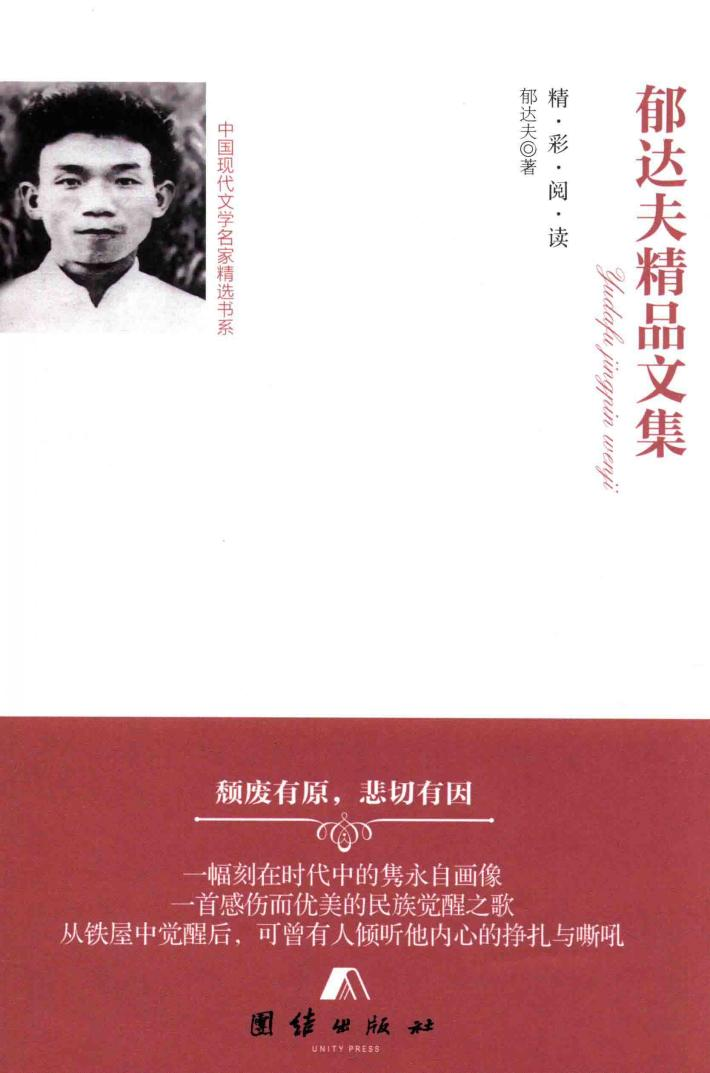 郁达夫精品文集
Yudafu jingpin wenji
精·彩·阅·读
郁达夫◎著
中国现代文学名家精选书系
颓废有原，悲切有因
一幅刻在时代中的隽永自画像
一首感伤而优美的民族觉醒之歌
从铁屋中觉醒后，可曾有人倾听他内心的挣扎与嘶吼
團结出版社
UNITY PRESS